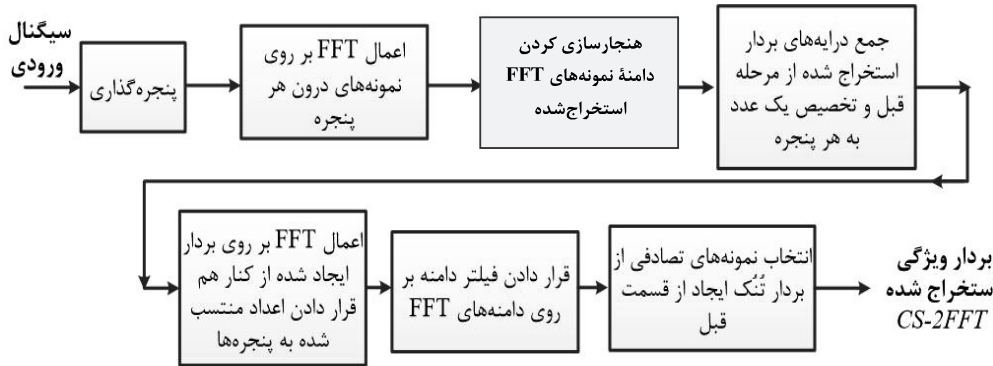 سیگنال
ورودی
پنجره‌گذاری
اعمال FFT بر روی
نمونه‌های درون هر
پنجره
هنجارسازی کردن
دامنهٔ نمونه‌های FFT
استخراج‌شده
جمع درایه‌های بردار
استخراج شده از مرحله
قبل و تخصیص یک عدد
به هر پنجره
اعمال FFT بر روی بردار
ایجاد شده از کنار هم
قرار دادن اعداد منتسب
شده به پنجره‌ها
قرار دادن فیلتر دامنه بر
روی دامنه‌های FFT
انتخاب نمونه‌های تصادفی از
بردار تُنُک ایجاد از قسمت
قبل
بردار ویژگی
ستخراج شده
CS-2FFT